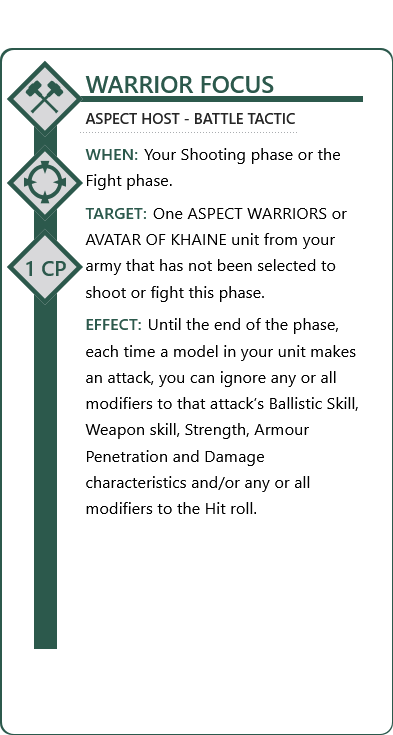 WARRIOR FOCUS
ASPECT HOST - BATTLE TACTIC
WHEN: Your Shooting phase or the
Fight phase.
TARGET: One ASPECT WARRIORS or
AVATAR OF KHAINE unit from your
1 CP
army that has not been selected to
shoot or fight this phase.
EFFECT: Until the end of the phase,
each time a model in your unit makes
an attack, you can ignore any or all
modifiers to that attack's Ballistic Skill,
Weapon skill, Strength, Armour
Penetration and Damage
characteristics and/or any or all
modifiers to the Hit roll.